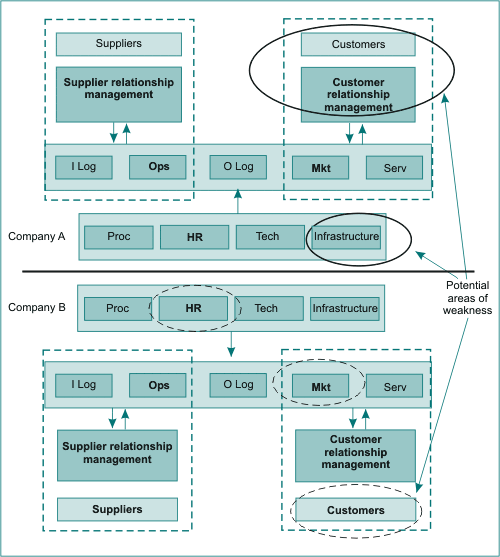 Suppliers
Customers
Supplier relationship
management
Customer
relationship
management
I Log
Ops
O Log
Mkt
Serv
Company A
Proc
HR
Tech
Infrastructure
Potential
areas of
weakness
Company B
Proc
HR
Tech
Infrastructure
I Log
Ops
O Log
Mkt
Serv
Supplier relationship
management
Customer
relationship
management
Suppliers
Customers